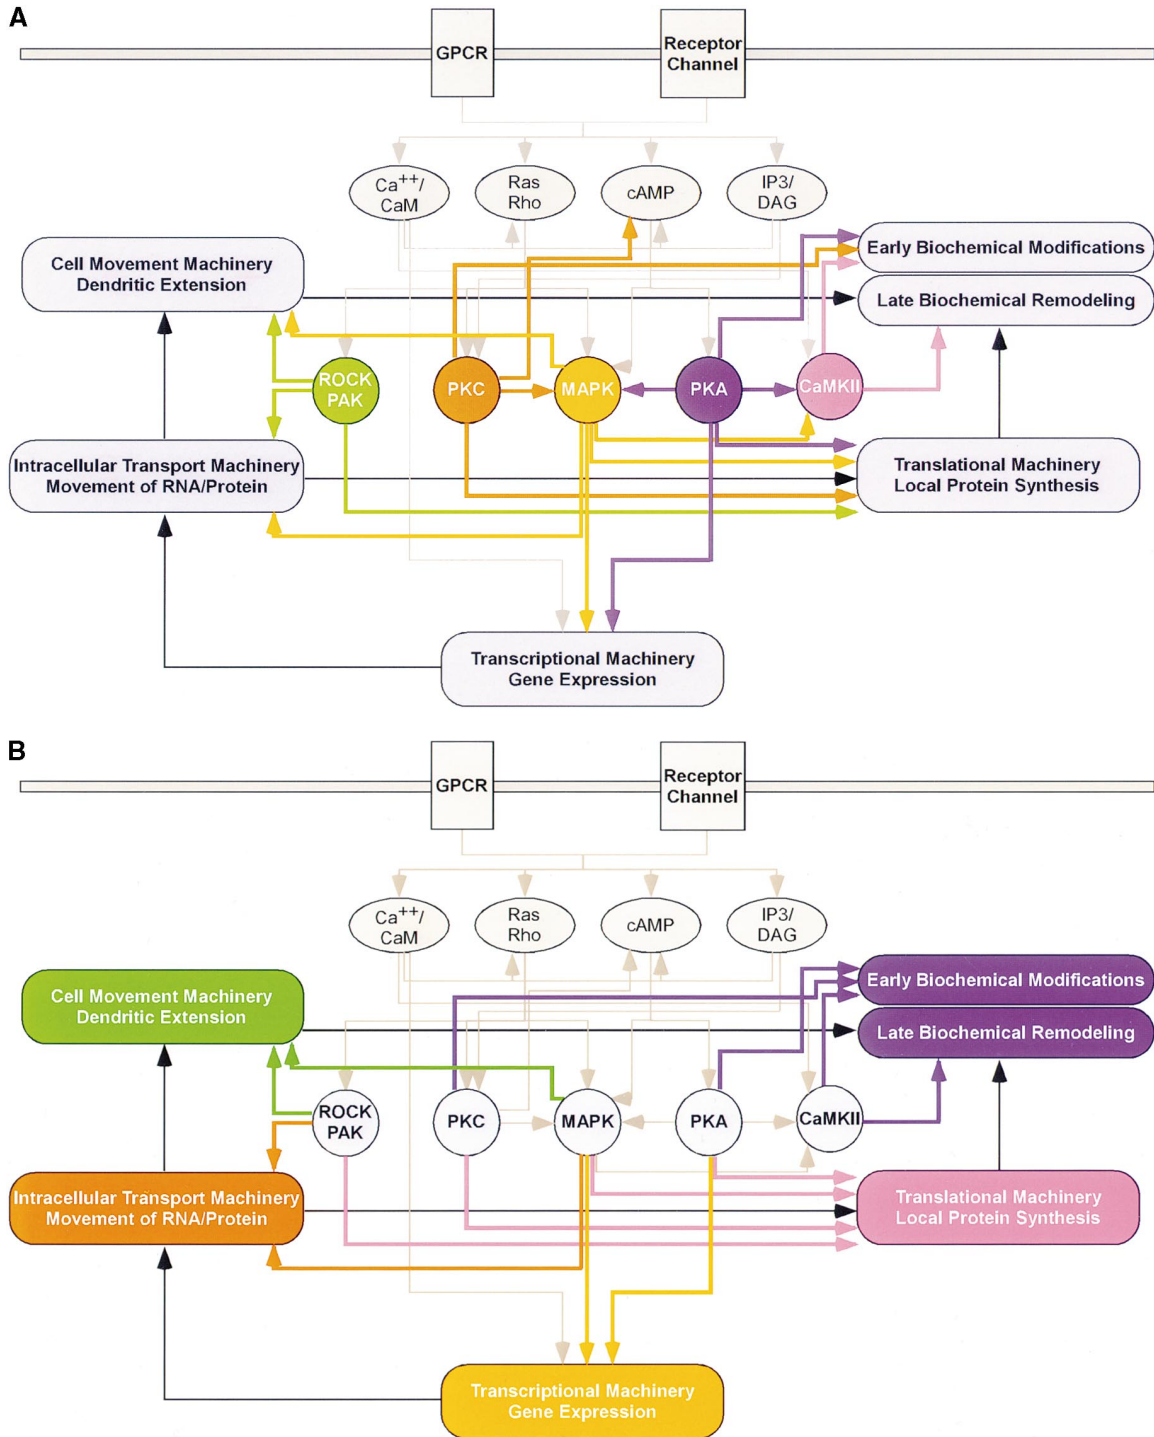 A
GPCR
Receptor
Channel
Ca++/
CaM
Ras
Rho
cAMP
IP3/
DAG
Cell Movement Machinery
Dendritic Extension
Early Biochemical Modifications
Late Biochemical Remodeling
ROCK
PAK
PKC
MAPK
PKA
CaMKII
Intracellular Transport Machinery
Movement of RNA/Protein
Translational Machinery
Local Protein Synthesis
Transcriptional Machinery
Gene Expression
B
GPCR
Receptor
Channel
Ca++/
CaM
Ras
Rho
cAMP
IP3/
DAG
Cell Movement Machinery
Dendritic Extension
Early Biochemical Modifications
Late Biochemical Remodeling
ROCK
PAK
PKC
MAPK
PKA
CaMKII
Intracellular Transport Machinery
Movement of RNA/Protein
Translational Machinery
Local Protein Synthesis
Transcriptional Machinery
Gene Expression